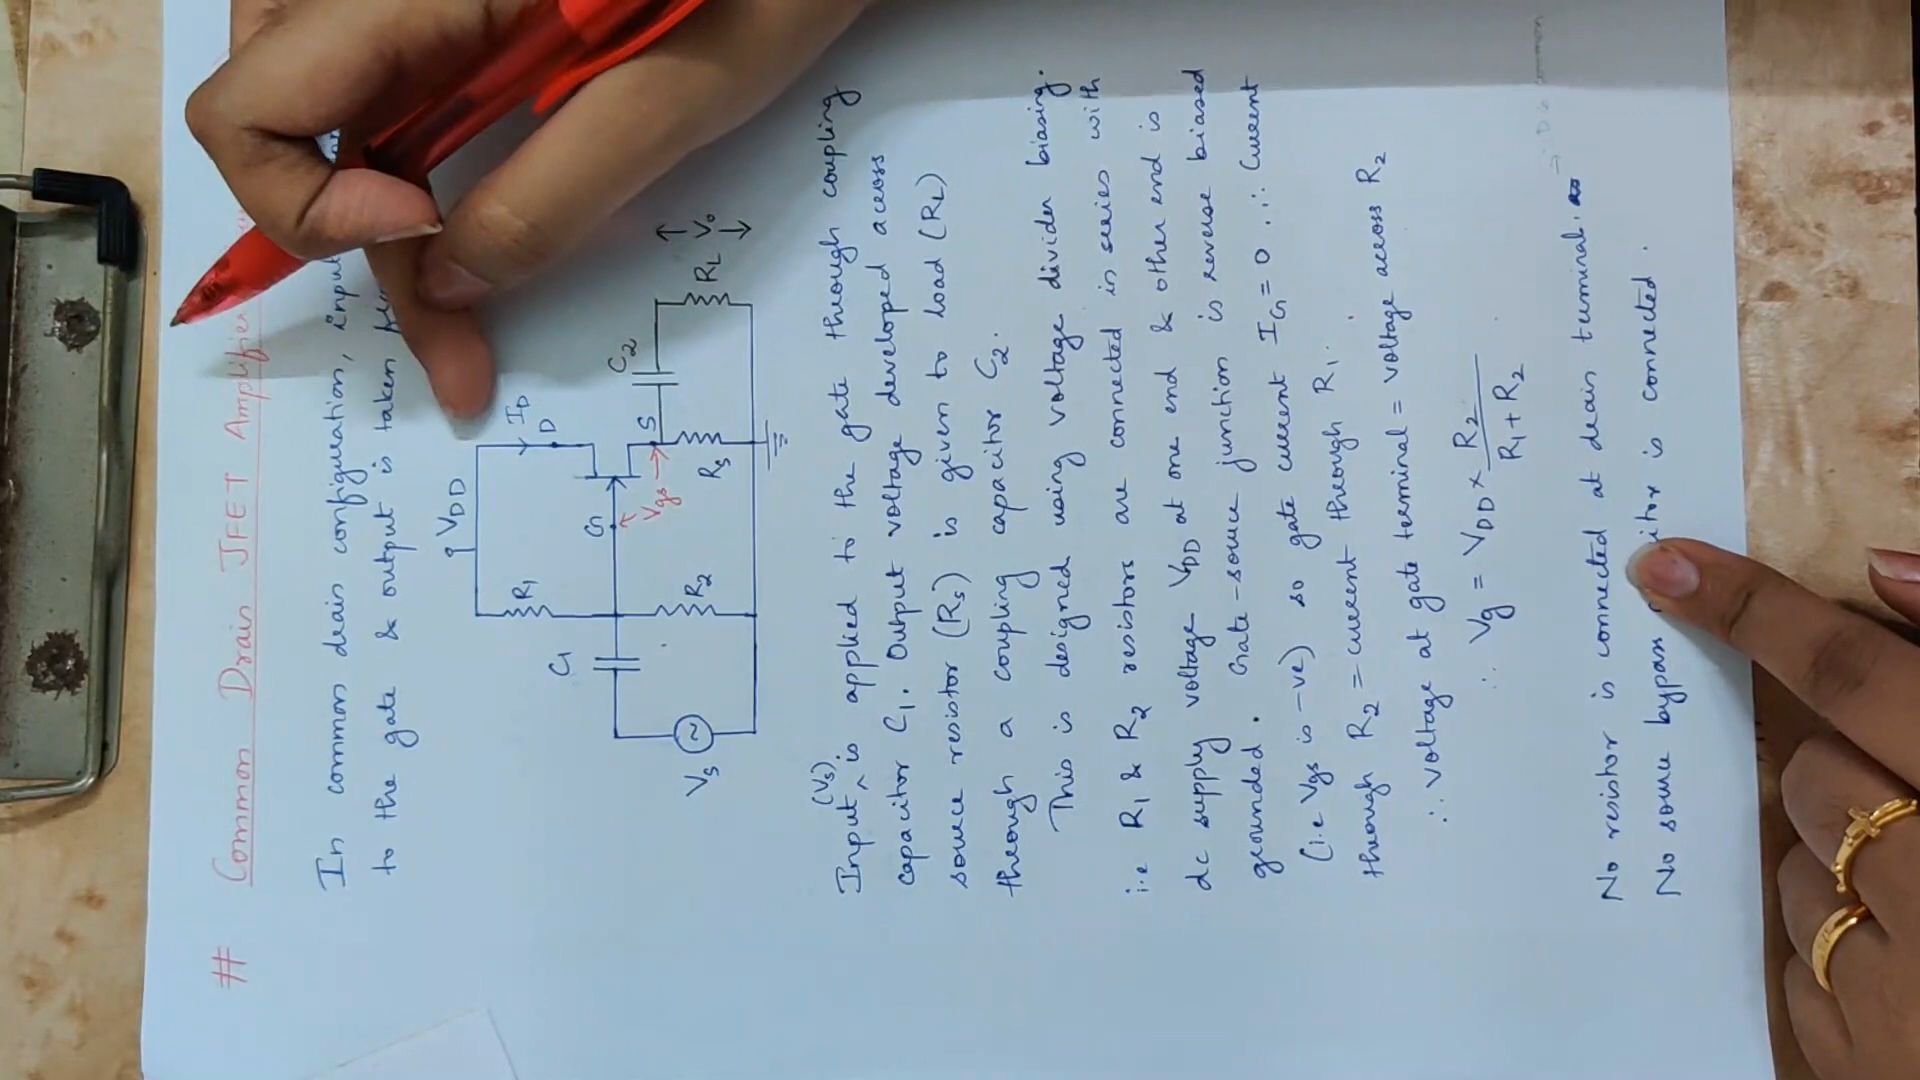 # Common Drain JFET Amplifier
In common drain configuration, input
to the gate & output is taken
VDD
R1
ID
D
C1
G
Vgs
S
C2
R2
RS
RL
Vo
Vs
Input (Vs) is applied to the gate through coupling
capacitor C1. Output voltage developed across
source resistor (Rs) is given to load (RL)
through a coupling capacitor C2.
This is designed using voltage divider biasing.
i.e R1 & R2 resistors are connected in series with
dc supply voltage VDD at one end & other end is
grounded. Gate-source junction is reverse biased
(i.e Vgs is -ve) so gate current IG = 0 ∴ Current
through R2 = current through R1.
∴ voltage at gate terminal = voltage across R2
∴ Vg = VDD × R2 / R1 + R2
No resistor is connected at drain terminal.
No source bypass is connected.